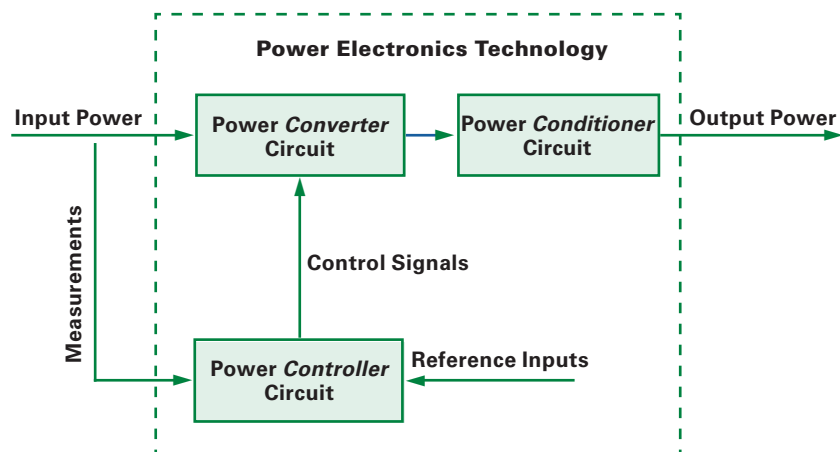 Power Electronics Technology
Input Power
Power Converter
Circuit
Power Conditioner
Circuit
Output Power
Measurements
Control Signals
Power Controller
Circuit
Reference Inputs